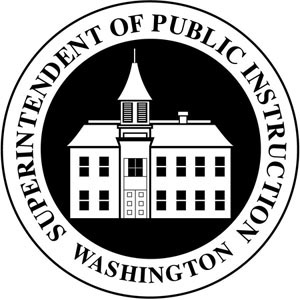 SUPERINTENDENT OF PUBLIC INSTRUCTION
WASHINGTON